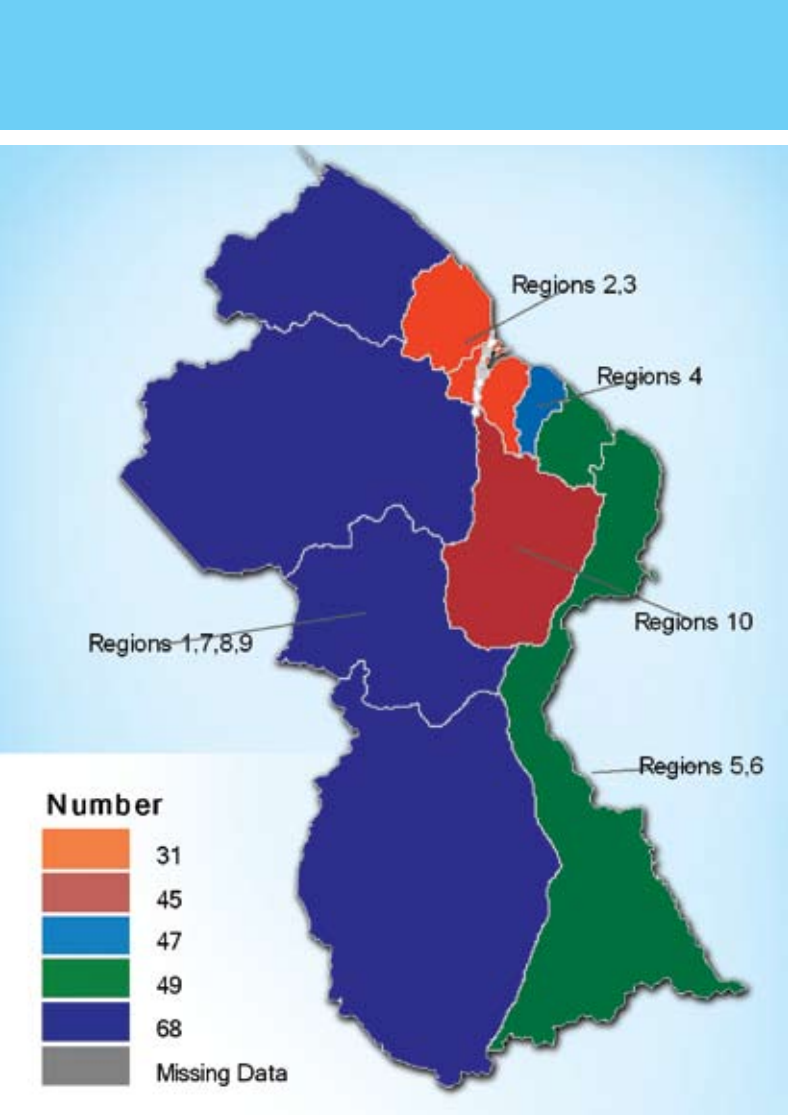 Regions 2,3
Regions 4
Regions 10
Regions 1,7,8,9
Regions 5,6
Number
31
45
47
49
68
Missing Data